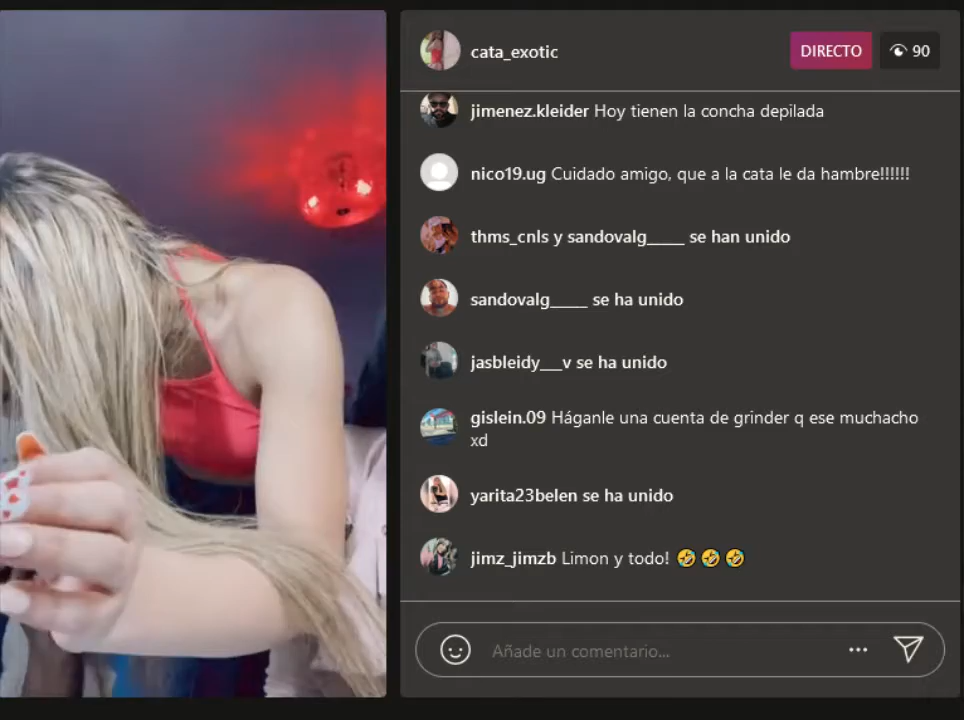 cata_exotic DIRECTO 90
jimenez.kleider Hoy tienen la concha depilada
nico19.ug Cuidado amigo, que a la cata le da hambre!!!!!!
thms_cnls y sandovalg_____ se han unido
sandovalg_____ se ha unido
jasbleidy___v se ha unido
gislein.09 Háganle una cuenta de grinder q ese muchacho
xd
yarita23belen se ha unido
jimz_jimzb Limon y todo! 🤣🤣🤣
Añade un comentario...